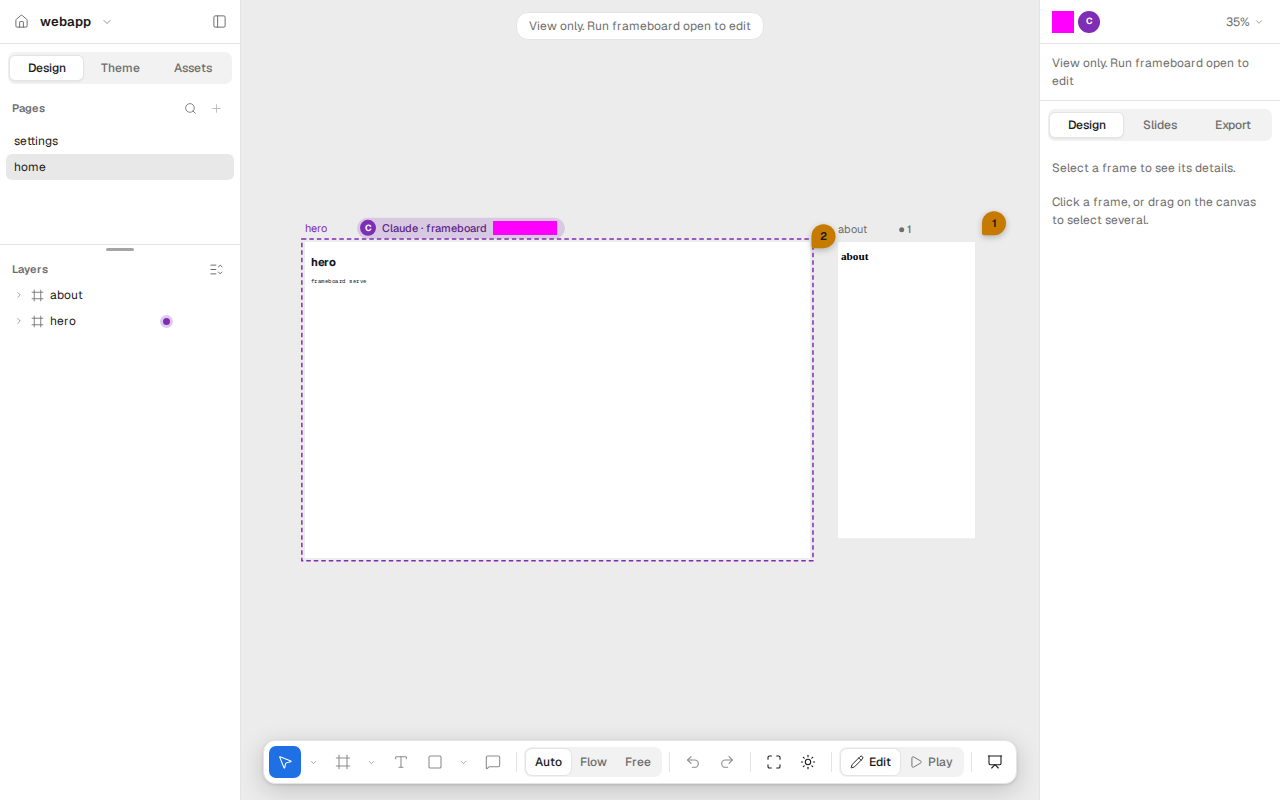 webapp
View only. Run frameboard open to edit
C
35%
Design
Theme
Assets
View only. Run frameboard open to
edit
Pages
Design
Slides
Export
settings
home
Select a frame to see its details.
Click a frame, or drag on the canvas
to select several.
hero
C
Claude · frameboard
2
about
1
1
Layers
about
hero
hero
frameboard serve
about
Auto
Flow
Free
Edit
Play